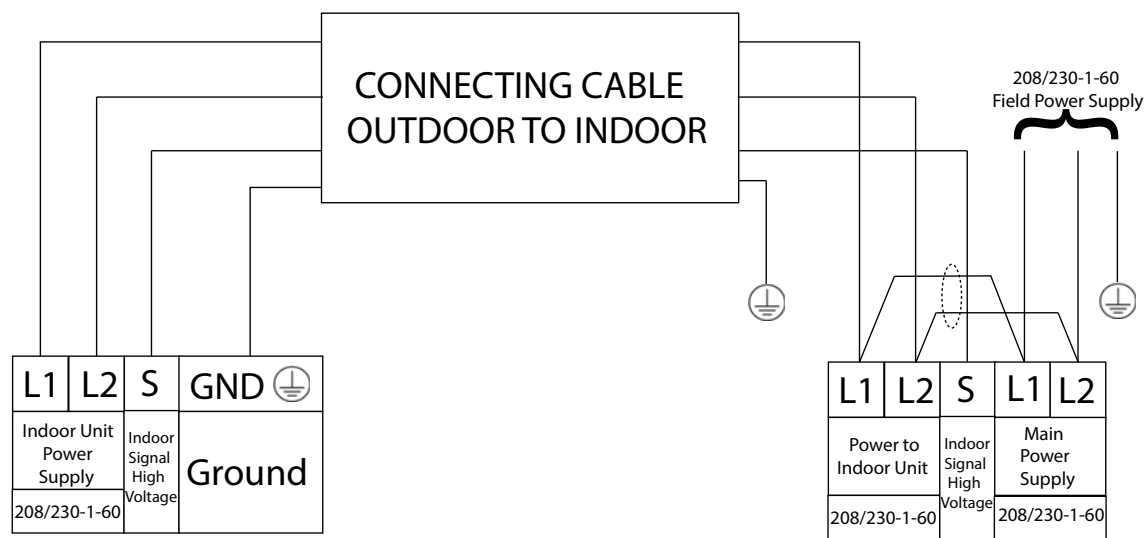 CONNECTING CABLE
OUTDOOR TO INDOOR
208/230-1-60
Field Power Supply
L1 L2 S GND
Indoor Unit
Power
Supply
208/230-1-60
Indoor
Signal
High
Voltage
Ground
L1 L2 S L1 L2
Power to
Indoor Unit
208/230-1-60
Indoor
Signal
High
Voltage
Main
Power
Supply
208/230-1-60